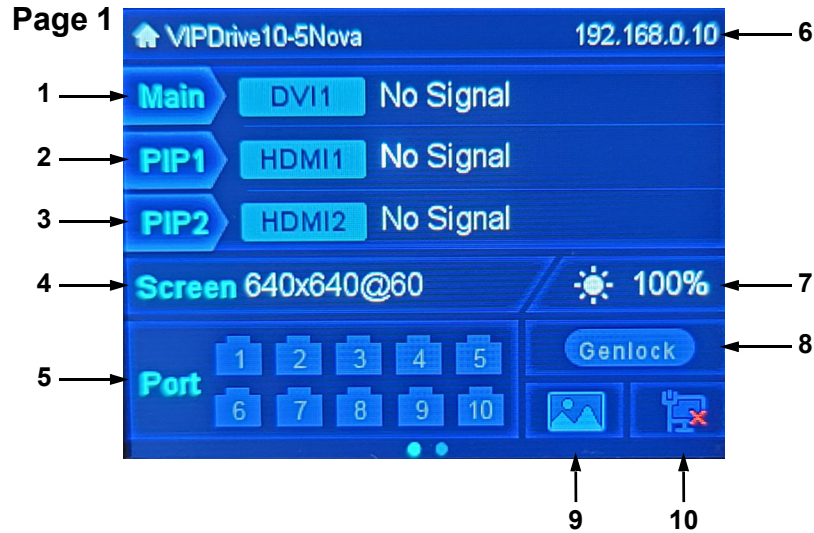 Page 1
VIPDrive10-5Nova 192.168.0.10 6
1 Main DVI1 No Signal
2 PIP1 HDMI1 No Signal
3 PIP2 HDMI2 No Signal
4 Screen 640x640@60 100% 7
5 Port 1 2 3 4 5 Genlock 8
6 7 8 9 10
9 10